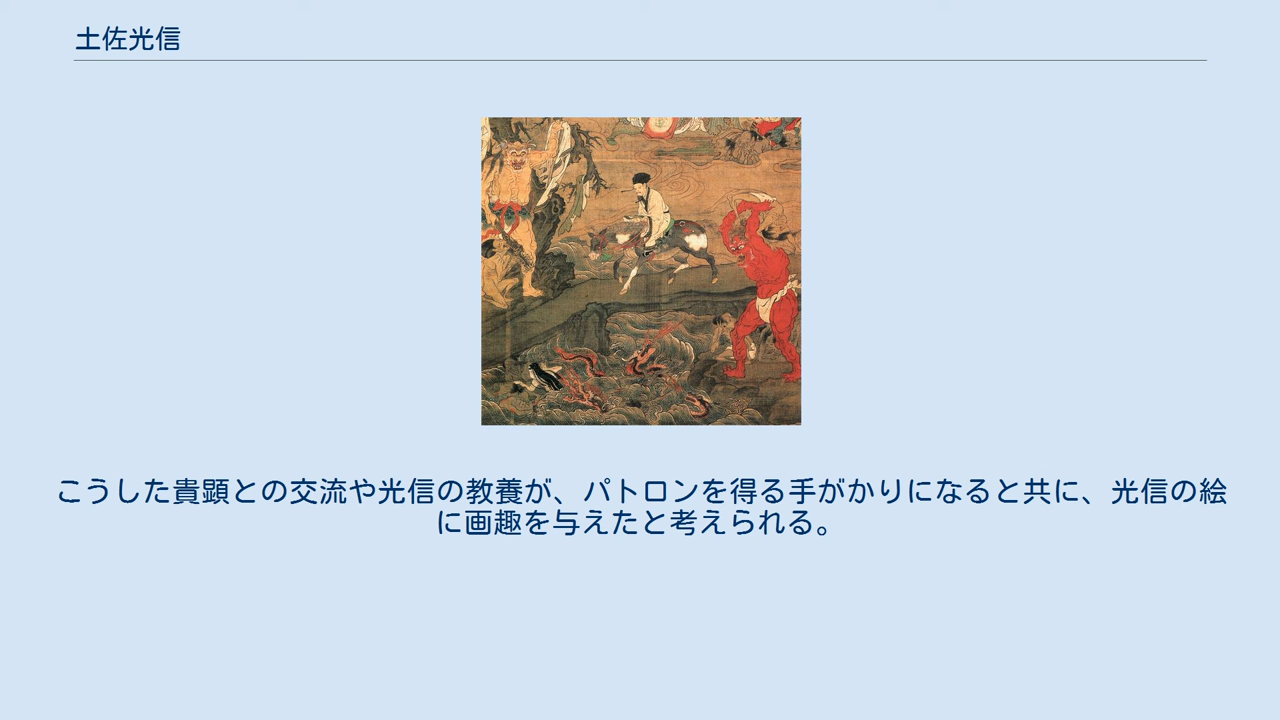 土佐光信
こうした貴顕との交流や光信の教養が、パトロンを得る手がかりになると共に、光信の絵
に画趣を与えたと考えられる。